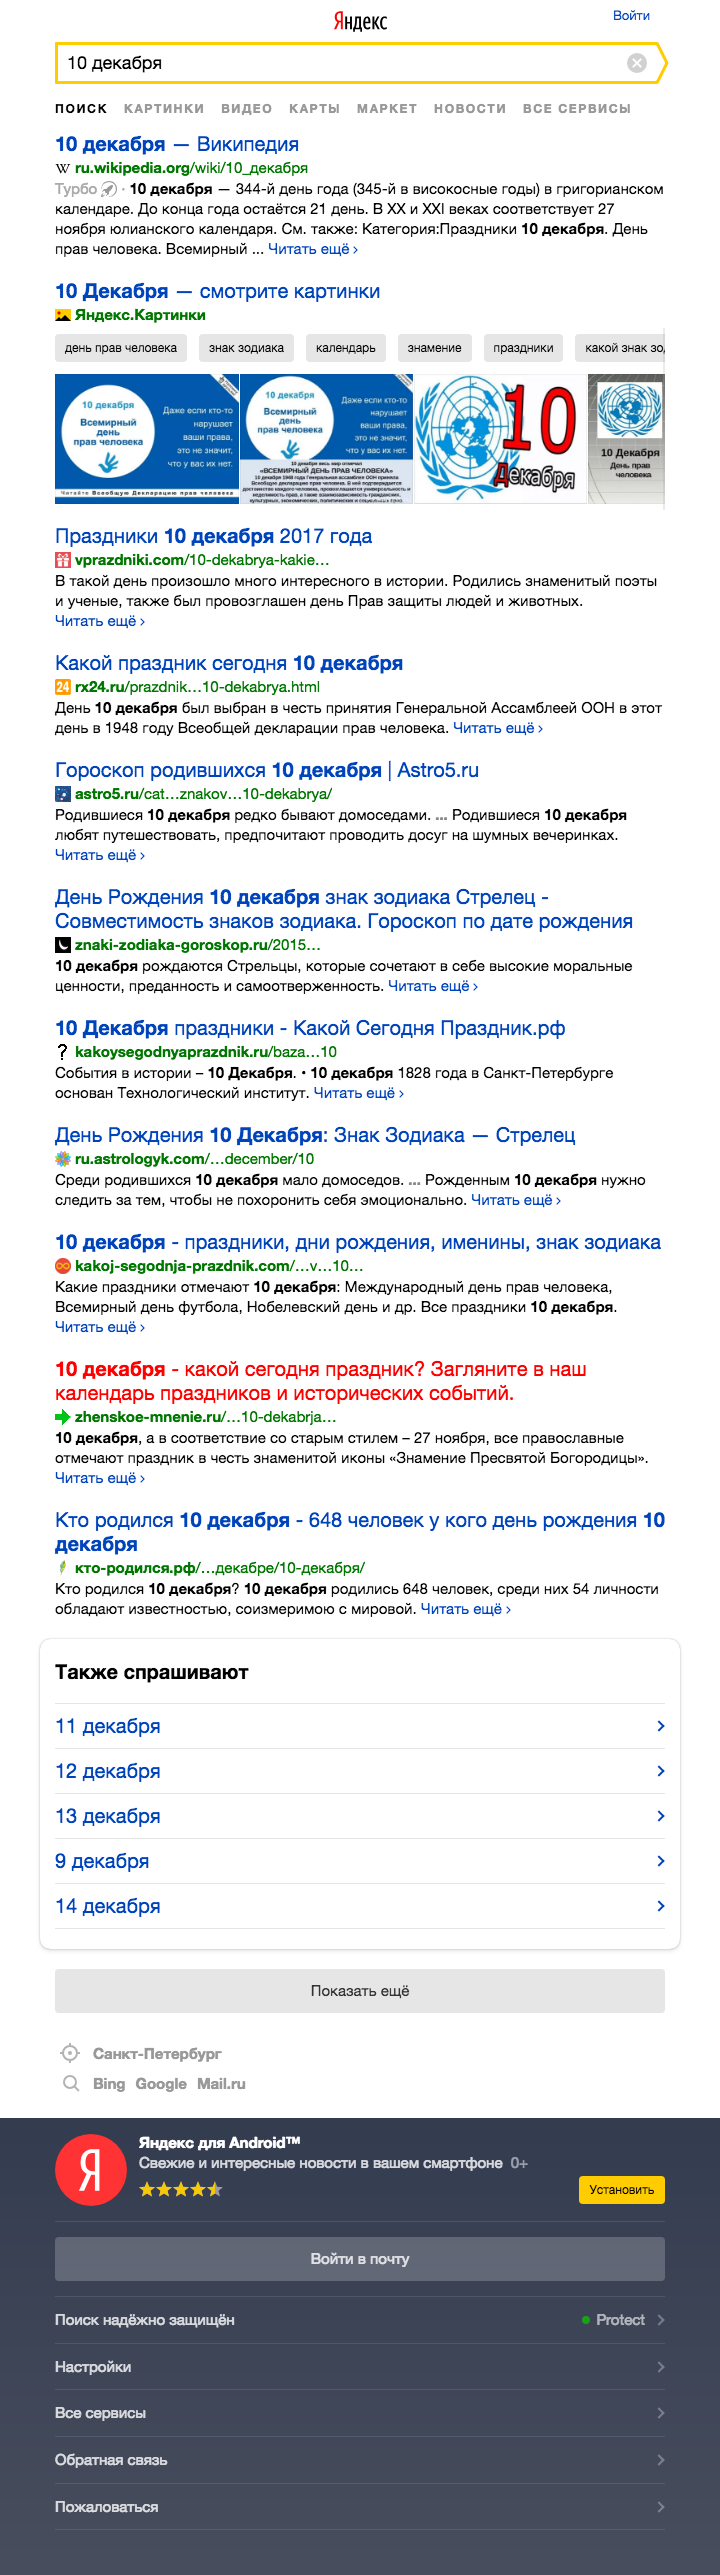 Яндекс
Войти
10 декабря
ПОИСК КАРТИНКИ ВИДЕО КАРТЫ МАРКЕТ НОВОСТИ ВСЕ СЕРВИСЫ
10 декабря — Википедия
W ru.wikipedia.org/wiki/10_декабря
Турбо · 10 декабря — 344-й день года (345-й в високосные годы) в григорианском
календаре. До конца года остаётся 21 день. В XX и XXI веках соответствует 27
ноября юлианского календаря. См. также: Категория:Праздники 10 декабря. День
прав человека. Всемирный ... Читать ещё ›
10 Декабря — смотрите картинки
Яндекс.Картинки
день прав человека знак зодиака календарь знамение праздники какой знак зо
10 декабря
Всемирный
день
прав человека
Даже если кто-то
нарушает
ваши права,
это не значит,
что у вас их нет.
Читайте Всеобщую Декларацию прав человека
10 декабря
Всемирный
день
прав человека
Даже если кто-то
нарушает
ваши права,
это не значит,
что у вас их нет.
10 декабря весь мир отмечает
«ВСЕМИРНЫЙ ДЕНЬ ПРАВ ЧЕЛОВЕКА»
10
Декабря
10 Декабря
День прав
человека
Праздники 10 декабря 2017 года
vprazdniki.com/10-dekabrya-kakie…
В такой день произошло много интересного в истории. Родились знаменитый поэты
и ученые, также был провозглашен день Прав защиты людей и животных.
Читать ещё ›
Какой праздник сегодня 10 декабря
24 rx24.ru/prazdnik…10-dekabrya.html
День 10 декабря был выбран в честь принятия Генеральной Ассамблеей ООН в этот
день в 1948 году Всеобщей декларации прав человека. Читать ещё ›
Гороскоп родившихся 10 декабря | Astro5.ru
astro5.ru/cat…znakov…10-dekabrya/
Родившиеся 10 декабря редко бывают домоседами. ... Родившиеся 10 декабря
любят путешествовать, предпочитают проводить досуг на шумных вечеринках.
Читать ещё ›
День Рождения 10 декабря знак зодиака Стрелец -
Совместимость знаков зодиака. Гороскоп по дате рождения
znaki-zodiaka-goroskop.ru/2015…
10 декабря рождаются Стрельцы, которые сочетают в себе высокие моральные
ценности, преданность и самоотверженность. Читать ещё ›
10 Декабря праздники - Какой Сегодня Праздник.рф
? kakoysegodnyaprazdnik.ru/baza…10
События в истории – 10 Декабря. • 10 декабря 1828 года в Санкт-Петербурге
основан Технологический институт. Читать ещё ›
День Рождения 10 Декабря: Знак Зодиака — Стрелец
ru.astrologyk.com/…december/10
Среди родившихся 10 декабря мало домоседов. ... Рожденным 10 декабря нужно
следить за тем, чтобы не похоронить себя эмоционально. Читать ещё ›
10 декабря - праздники, дни рождения, именины, знак зодиака
kakoj-segodnja-prazdnik.com/…v…10…
Какие праздники отмечают 10 декабря: Международный день прав человека,
Всемирный день футбола, Нобелевский день и др. Все праздники 10 декабря.
Читать ещё ›
10 декабря - какой сегодня праздник? Загляните в наш
календарь праздников и исторических событий.
zhenskoe-mnenie.ru/…10-dekabrja…
10 декабря, а в соответствие со старым стилем – 27 ноября, все православные
отмечают праздник в честь знаменитой иконы «Знамение Пресвятой Богородицы».
Читать ещё ›
Кто родился 10 декабря - 648 человек у кого день рождения 10
декабря
кто-родился.рф/…декабре/10-декабря/
Кто родился 10 декабря? 10 декабря родились 648 человек, среди них 54 личности
обладают известностью, соизмеримою с мировой. Читать ещё ›
Также спрашивают
11 декабря
12 декабря
13 декабря
9 декабря
14 декабря
Показать ещё
Санкт-Петербург
Bing Google Mail.ru
Я
Яндекс для Android™
Свежие и интересные новости в вашем смартфоне 0+
Установить
Войти в почту
Поиск надёжно защищён
Protect
Настройки
Все сервисы
Обратная связь
Пожаловаться